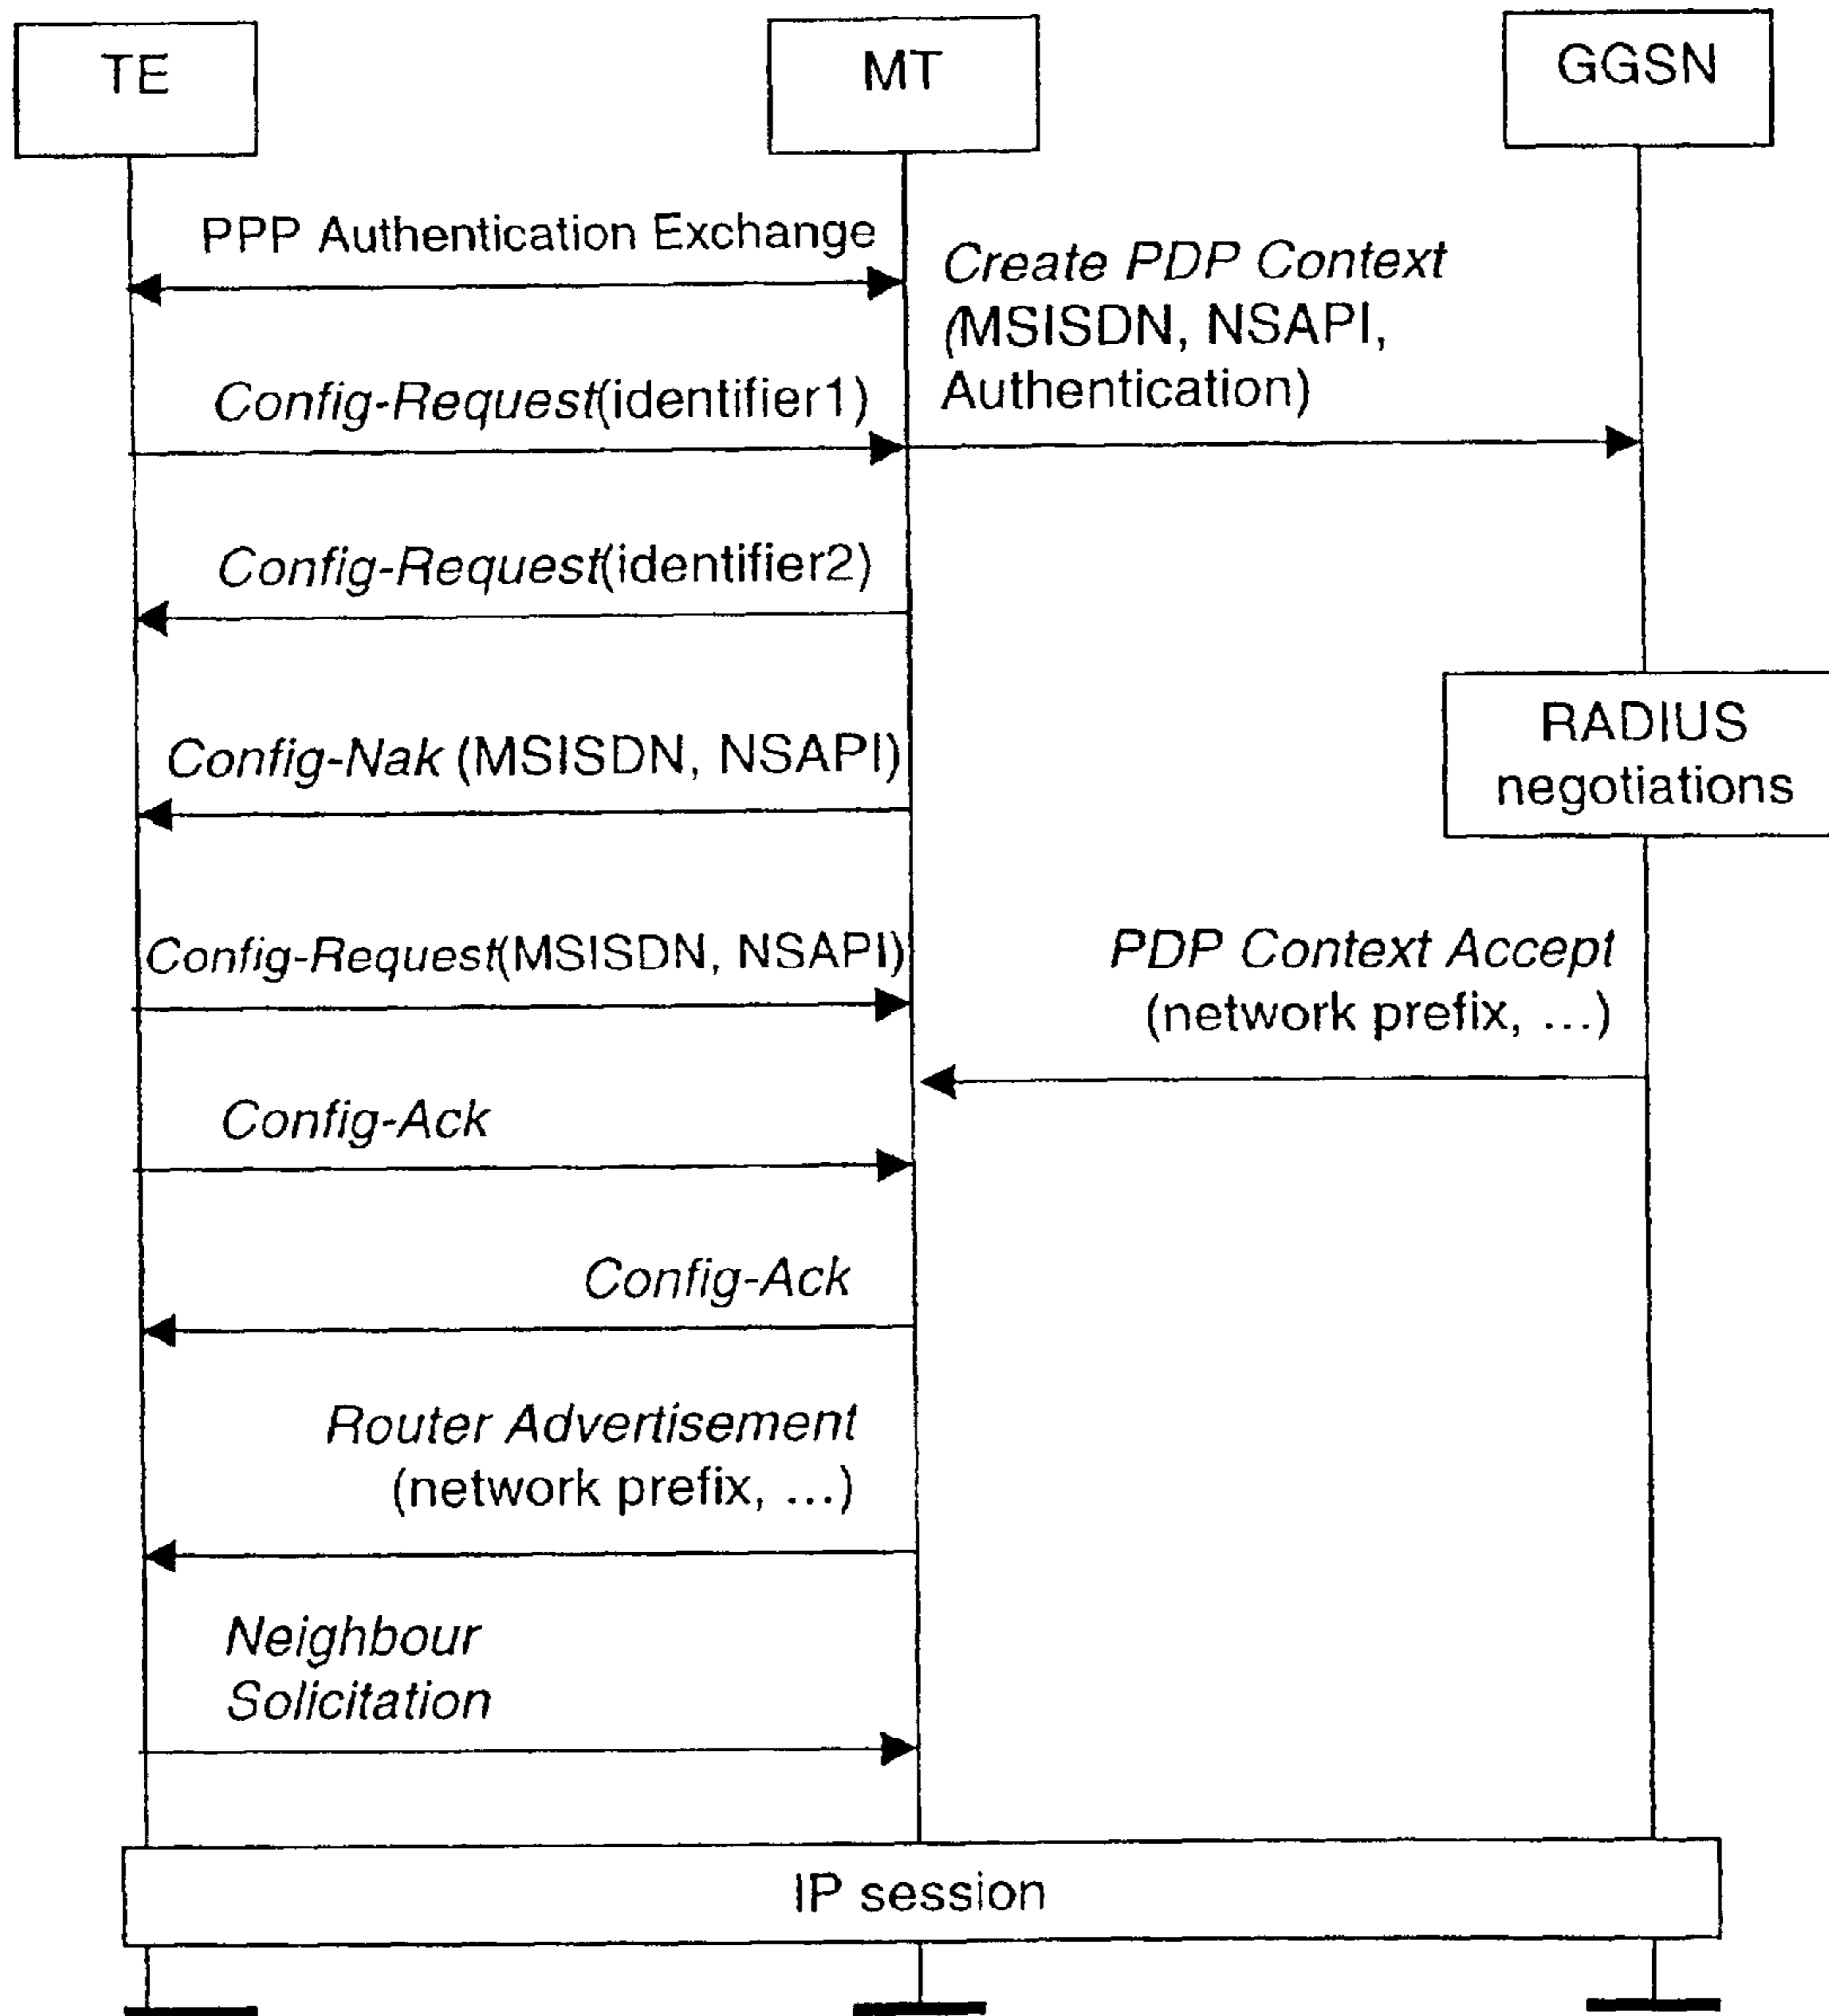 TE
MT
GGSN
PPP Authentication Exchange
Create PDP Context
(MSISDN, NSAPI,
Authentication)
Config-Request(identifier1)
Config-Request(identifier2)
RADIUS
negotiations
Config-Nak (MSISDN, NSAPI)
Config-Request(MSISDN, NSAPI)
PDP Context Accept
(network prefix, ...)
Config-Ack
Config-Ack
Router Advertisement
(network prefix, ...)
Neighbour
Solicitation
IP session